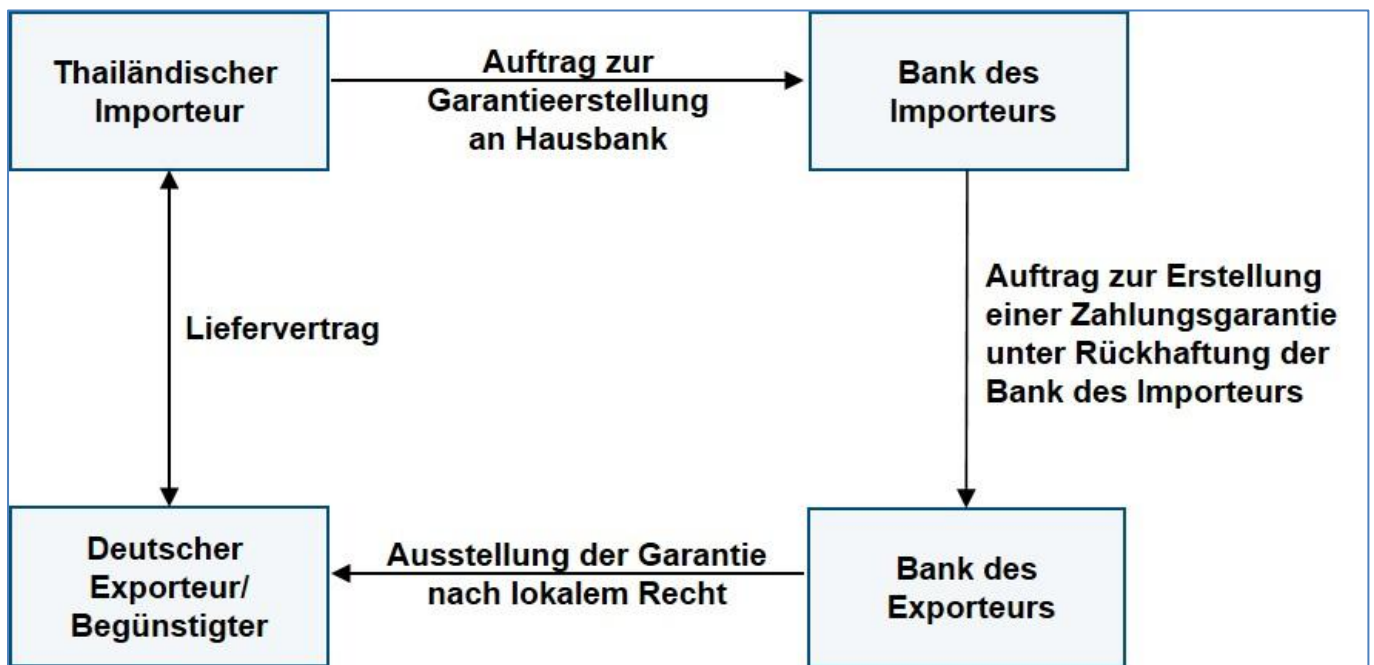 Thailändischer
Importeur
Auftrag zur
Garantieerstellung
an Hausbank
Bank des
Importeurs
Liefervertrag
Auftrag zur Erstellung
einer Zahlungsgarantie
unter Rückhaftung der
Bank des Importeurs
Deutscher
Exporteur/
Begünstigter
Ausstellung der Garantie
nach lokalem Recht
Bank des
Exporteurs